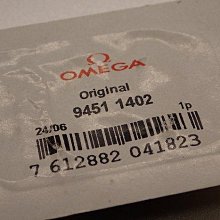 Ω
OMEGA
Original
9451 1402
24/06 1p
7 612882 041823